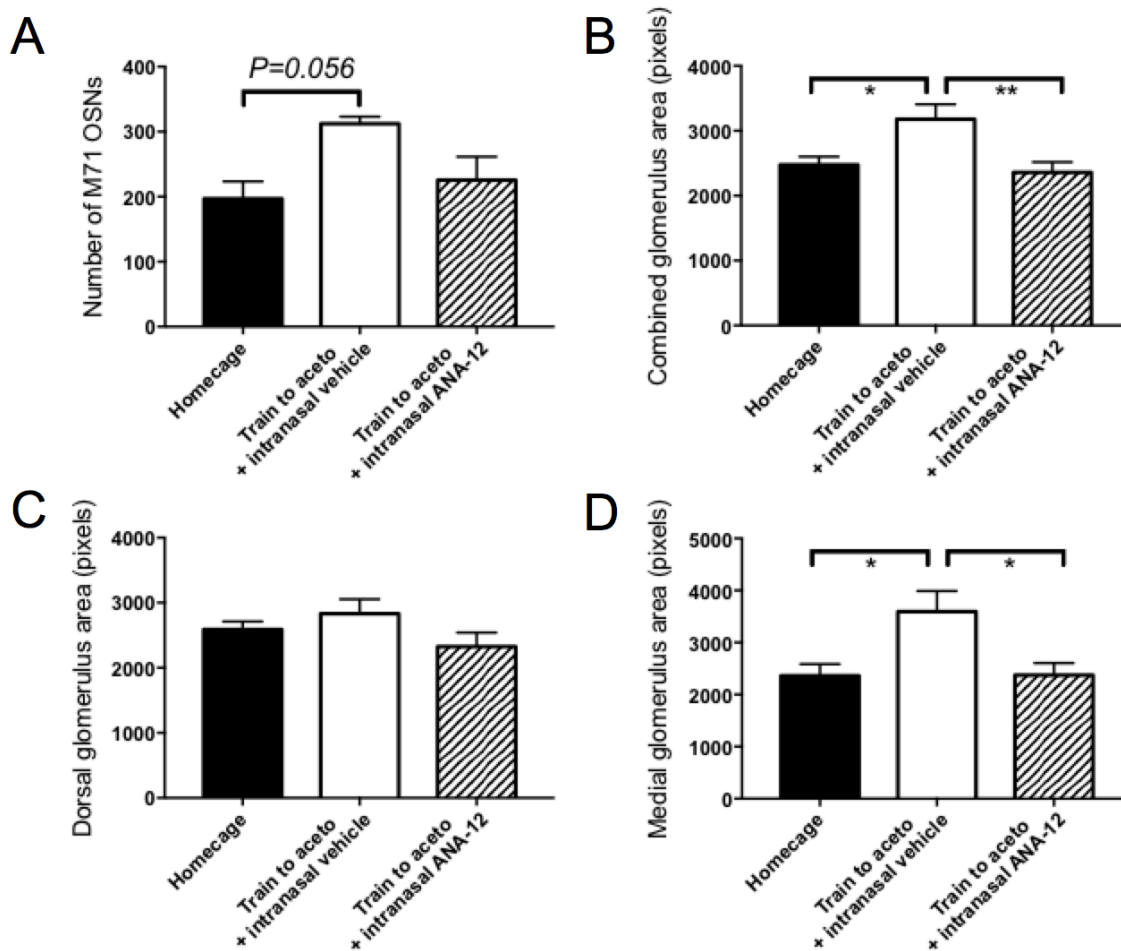 A
Number of M71 OSNs
400
300
200
100
0
P=0.056
Homecage
Train to aceto
+ intranasal vehicle
Train to aceto
+ intranasal ANA-12
B
Combined glomerulus area (pixels)
4000
3000
2000
1000
0
*
**
Homecage
Train to aceto
+ intranasal vehicle
Train to aceto
+ intranasal ANA-12
C
Dorsal glomerulus area (pixels)
4000
3000
2000
1000
0
Homecage
Train to aceto
+ intranasal vehicle
Train to aceto
+ intranasal ANA-12
D
Medial glomerulus area (pixels)
5000
4000
3000
2000
1000
0
*
*
Homecage
Train to aceto
+ intranasal vehicle
Train to aceto
+ intranasal ANA-12